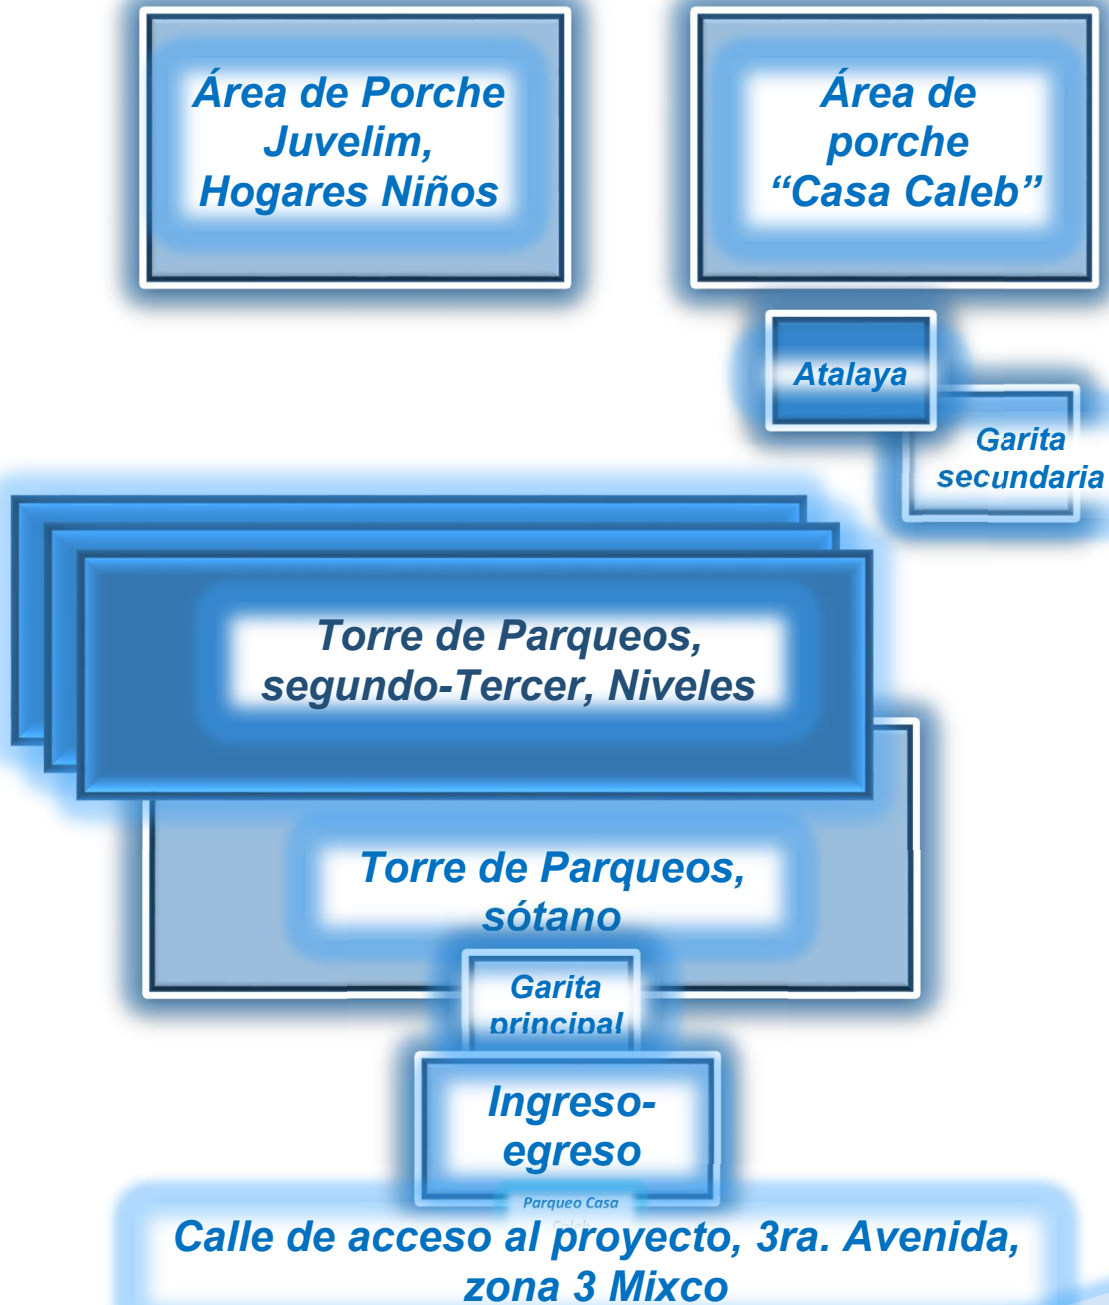 Área de Porche
Juvelim,
Hogares Niños
Área de
porche
“Casa Caleb”
Atalaya
Garita
secundaria
Torre de Parqueos,
segundo-Tercer, Niveles
Torre de Parqueos,
sótano
Garita
principal
Ingreso-
egreso
Parqueo Casa
Calle de acceso al proyecto, 3ra. Avenida,
zona 3 Mixco